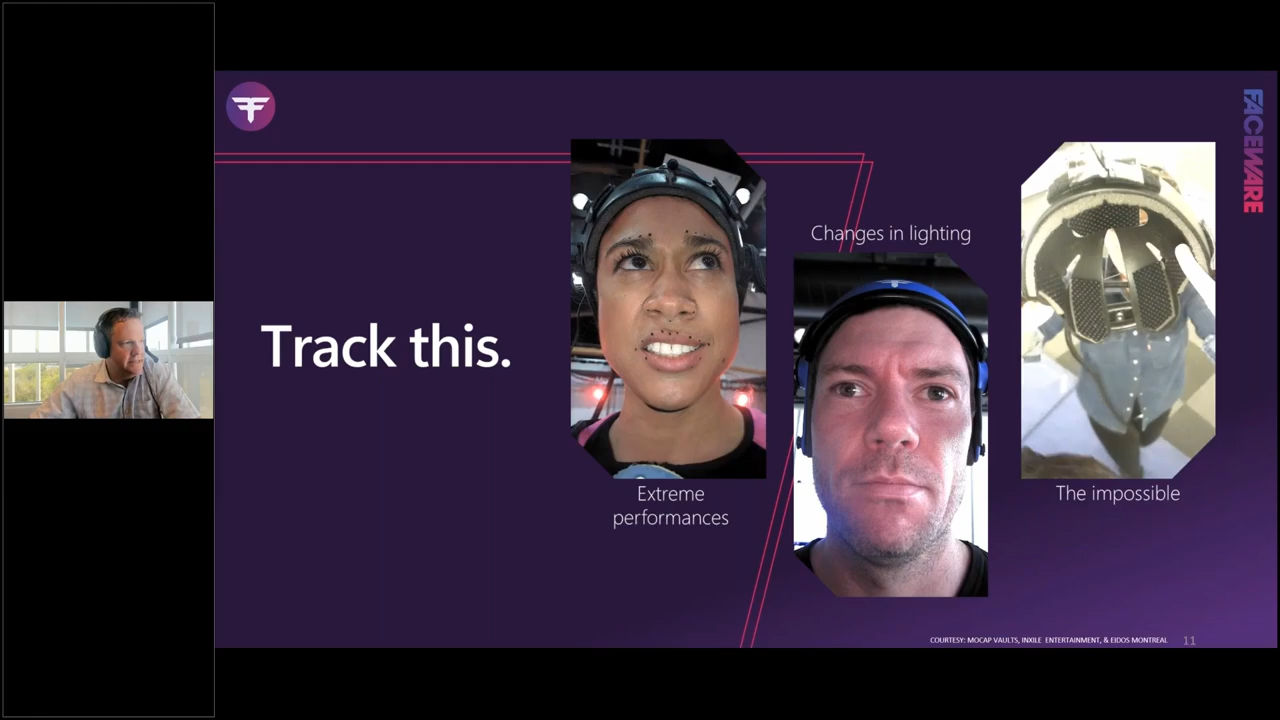 FACEWARE
Track this.
Extreme
performances
Changes in lighting
The impossible
COURTESY: MOCAP VAULTS, INXILE ENTERTAINMENT, & EIDOS MONTREAL
11